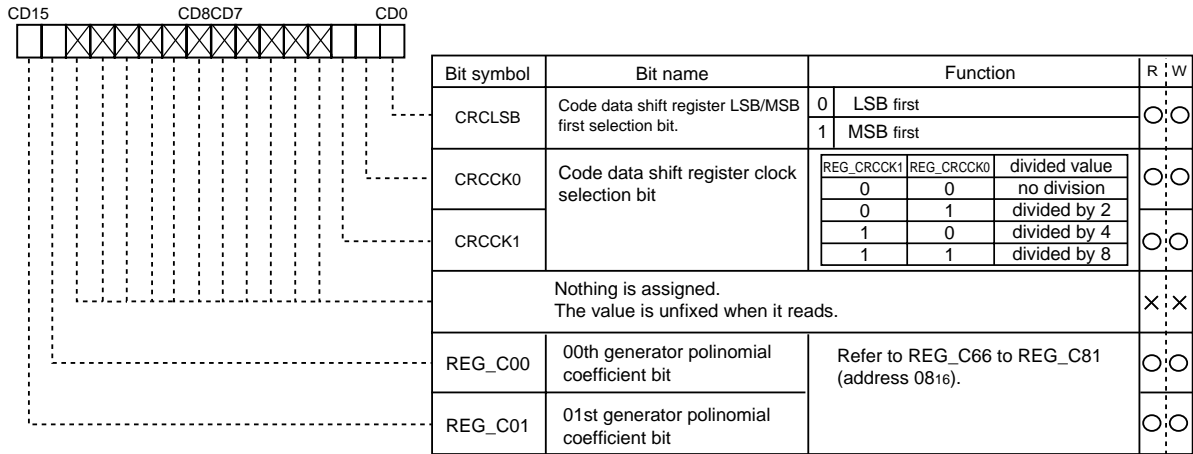 CD15 CD8CD7 CD0
Bit symbol Bit name Function R W
CRCLSB
Code data shift register LSB/MSB
first selection bit.
0 LSB first
1 MSB first
CRCCK0
Code data shift register clock
selection bit
REG_CRCCK1 REG_CRCCK0 divided value
0 0 no division
0 1 divided by 2
1 0 divided by 4
1 1 divided by 8
CRCCK1
Nothing is assigned.
The value is unfixed when it reads.
REG_C00
00th generator polinomial
coefficient bit
Refer to REG_C66 to REG_C81
(address 0816).
REG_C01
01st generator polinomial
coefficient bit